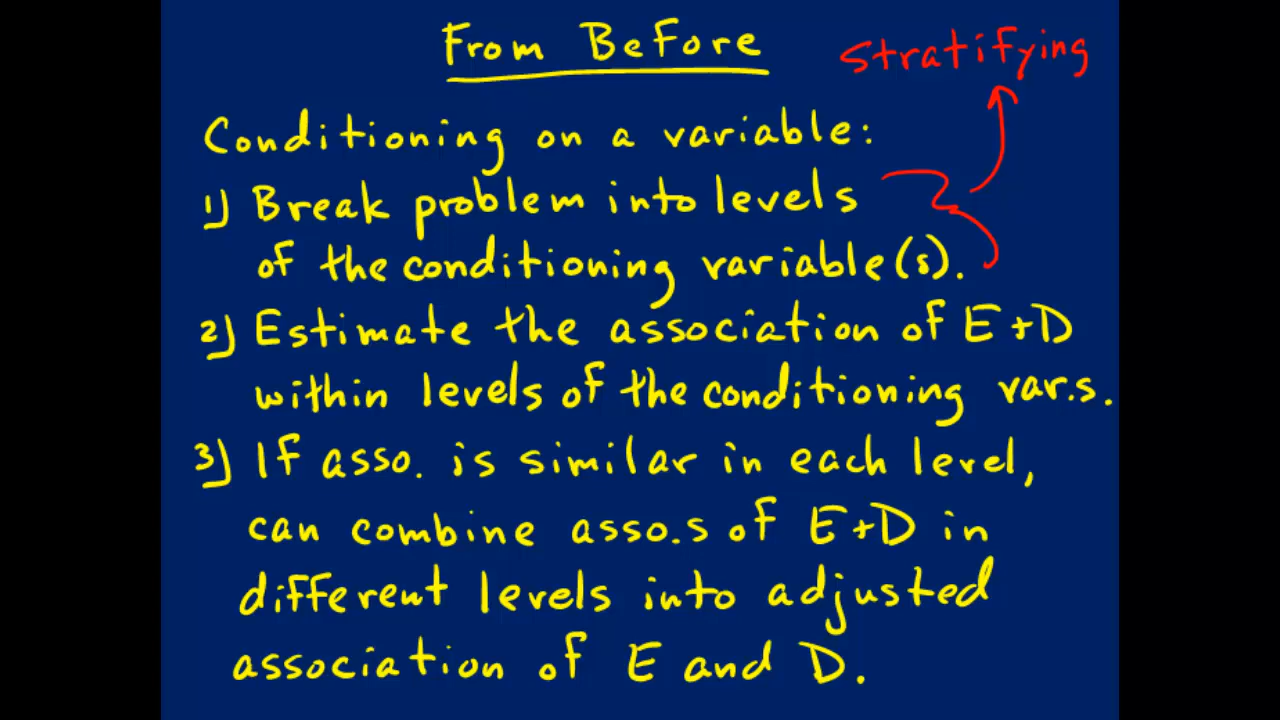 From Before
Stratifying
Conditioning on a variable:
1) Break problem into levels
of the conditioning variable(s).
2) Estimate the association of E+D
within levels of the conditioning var.s.
3) If asso. is similar in each level,
can combine asso.s of E+D in
different levels into adjusted
association of E and D.